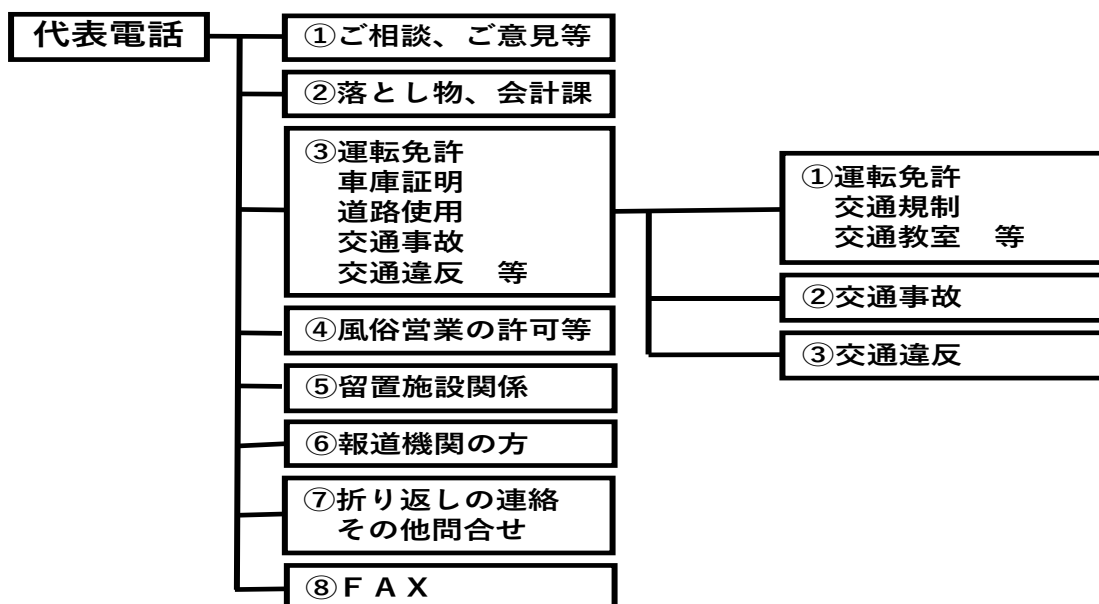 代表電話
①ご相談、ご意見等
②落とし物、会計課
③運転免許
車庫証明
道路使用
交通事故
交通違反　等
①運転免許
交通規制
交通教室　等
②交通事故
③交通違反
④風俗営業の許可等
⑤留置施設関係
⑥報道機関の方
⑦折り返しの連絡
その他問合せ
⑧ＦＡＸ